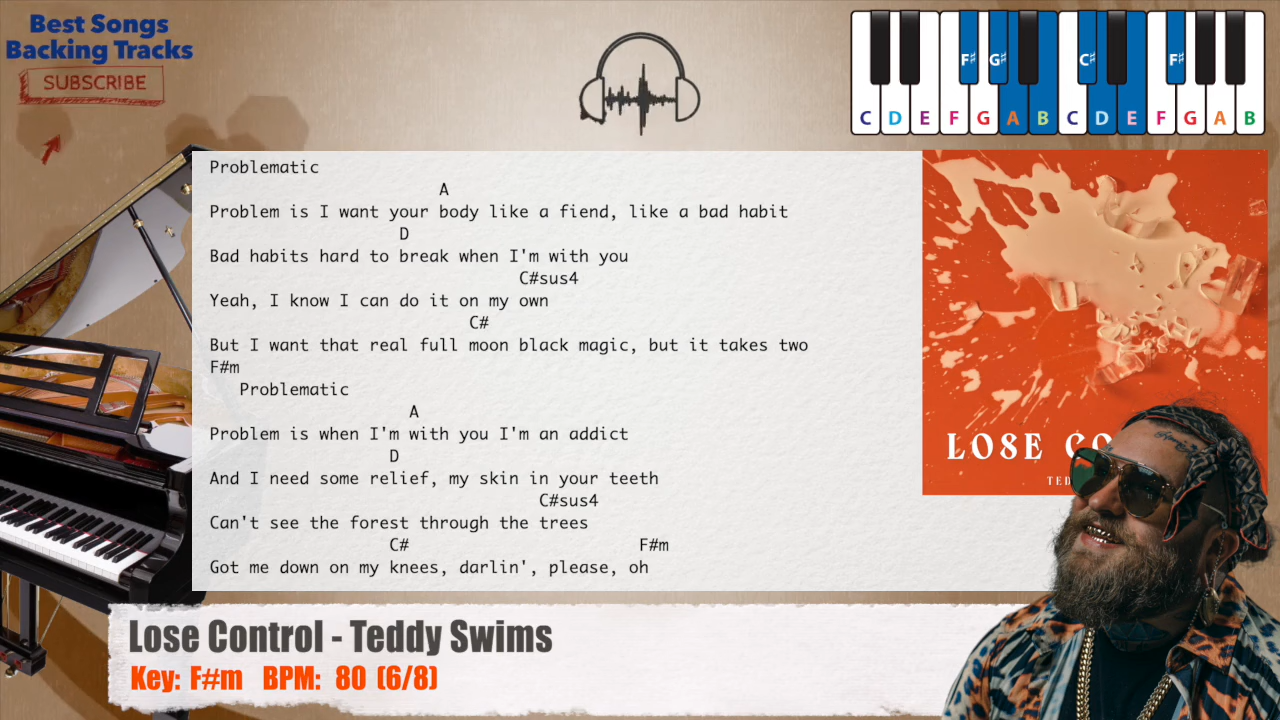 Best Songs
Backing Tracks
SUBSCRIBE
F# G# C# F#
C D E F G A B C D E F G A B
Problematic
A
Problem is I want your body like a fiend, like a bad habit
D
Bad habits hard to break when I'm with you
C#sus4
Yeah, I know I can do it on my own
C#
But I want that real full moon black magic, but it takes two
F#m
Problematic
A
Problem is when I'm with you I'm an addict
D
And I need some relief, my skin in your teeth
C#sus4
Can't see the forest through the trees
C# F#m
Got me down on my knees, darlin', please, oh
LOSE CO
TED
Lose Control - Teddy Swims
Key: F#m BPM: 80 (6/8)